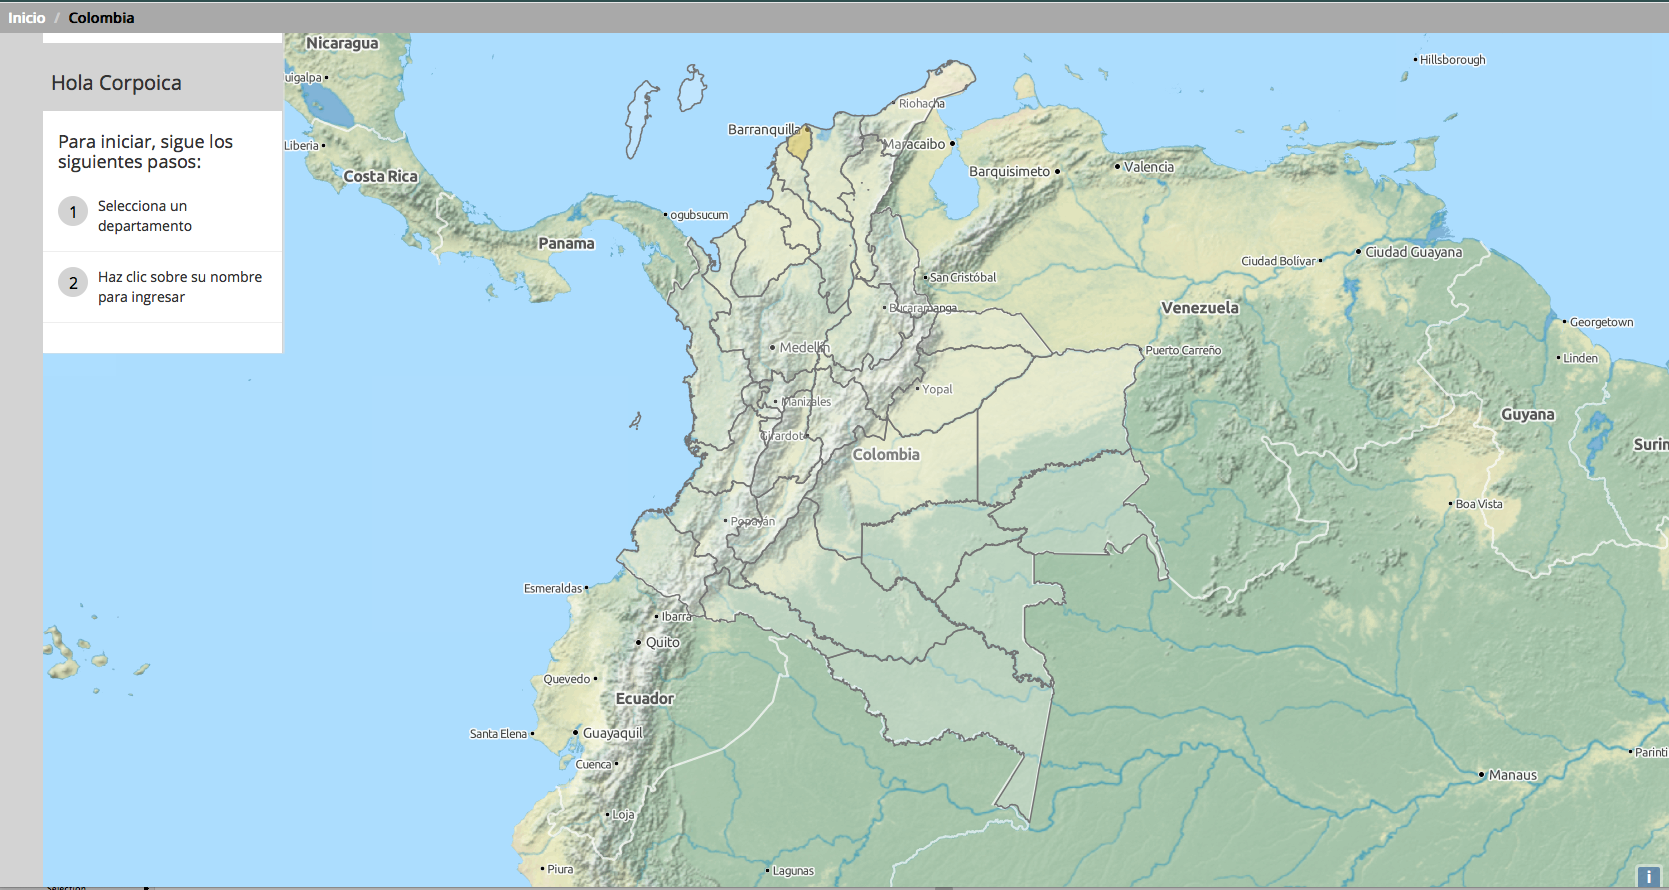 Inicio / Colombia
Hola Corpoica
Para iniciar, sigue los
siguientes pasos:
1 Selecciona un
departamento
2 Haz clic sobre su nombre
para ingresar
Nicaragua
uigalpa
Liberia
Costa Rica
Panama
ogubsucum
Barranquilla
Riohacha
Maracaibo
Barquisimeto
Valencia
Hillsborough
San Cristóbal
Bucaramanga
Ciudad Bolívar
Ciudad Guayana
Venezuela
Georgetown
Linden
Medellín
Puerto Carreño
Yopal
Manizales
Girardot
Colombia
Guyana
Surin
Boa Vista
Popayán
Esmeraldas
Ibarra
Quito
Quevedo
Ecuador
Santa Elena
Guayaquil
Cuenca
Loja
Piura
Lagunas
Manaus
Parinti
i